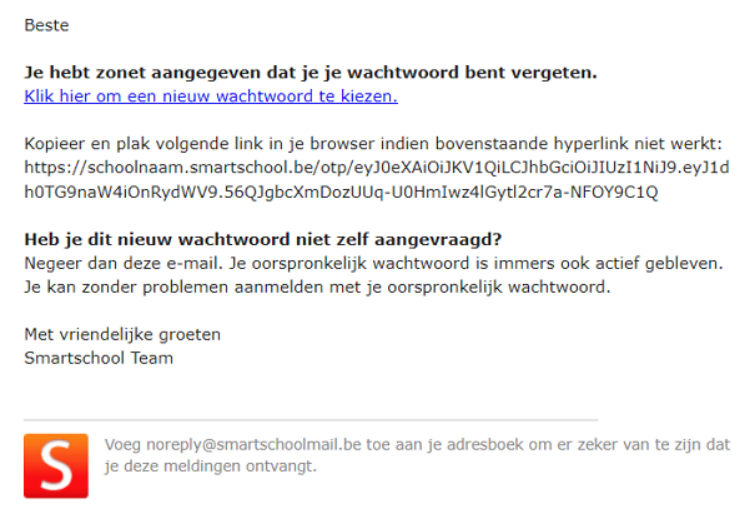 Beste
Je hebt zonet aangegeven dat je je wachtwoord bent vergeten.
Klik hier om een nieuw wachtwoord te kiezen.
Kopieer en plak volgende link in je browser indien bovenstaande hyperlink niet werkt:
https://schoolnaam.smartschool.be/otp/eyJ0eXAiOiJKV1QiLCJhbGciOiJIUzI1NiJ9.eyJ1d
h0TG9naW4iOnRydWV9.56QJgbcXmDozUUq-U0HmIwz4lGytl2cr7a-NFOY9C1Q
Heb je dit nieuw wachtwoord niet zelf aangevraagd?
Negeer dan deze e-mail. Je oorspronkelijk wachtwoord is immers ook actief gebleven.
Je kan zonder problemen aanmelden met je oorspronkelijk wachtwoord.
Met vriendelijke groeten
Smartschool Team
S
Voeg noreply@smartschoolmail.be toe aan je adresboek om er zeker van te zijn dat
je deze meldingen ontvangt.